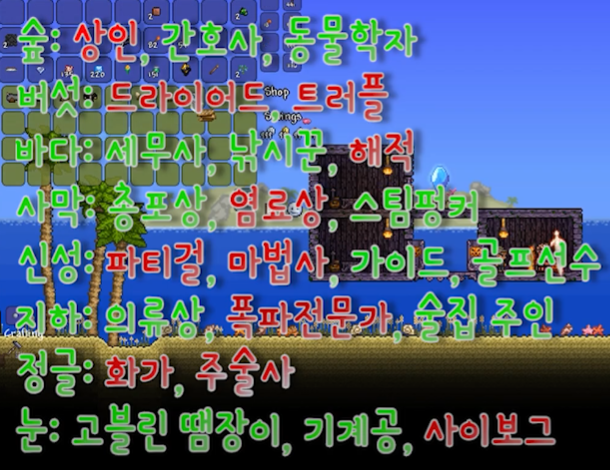 숲: 상인, 간호사, 동물학자
버섯: 드라이어드, 트러플
Shop
바다: 세무사, 낚시꾼, 해적
사막: 총포상, 염료상, 스팀펑커
신성: 파티걸, 마법사, 가이드, 골프선수
지하: 의류상, 폭파전문가, 술집 주인
Crafting
정글: 화가, 주술사
눈: 고블린 땜장이, 기계공, 사이보그